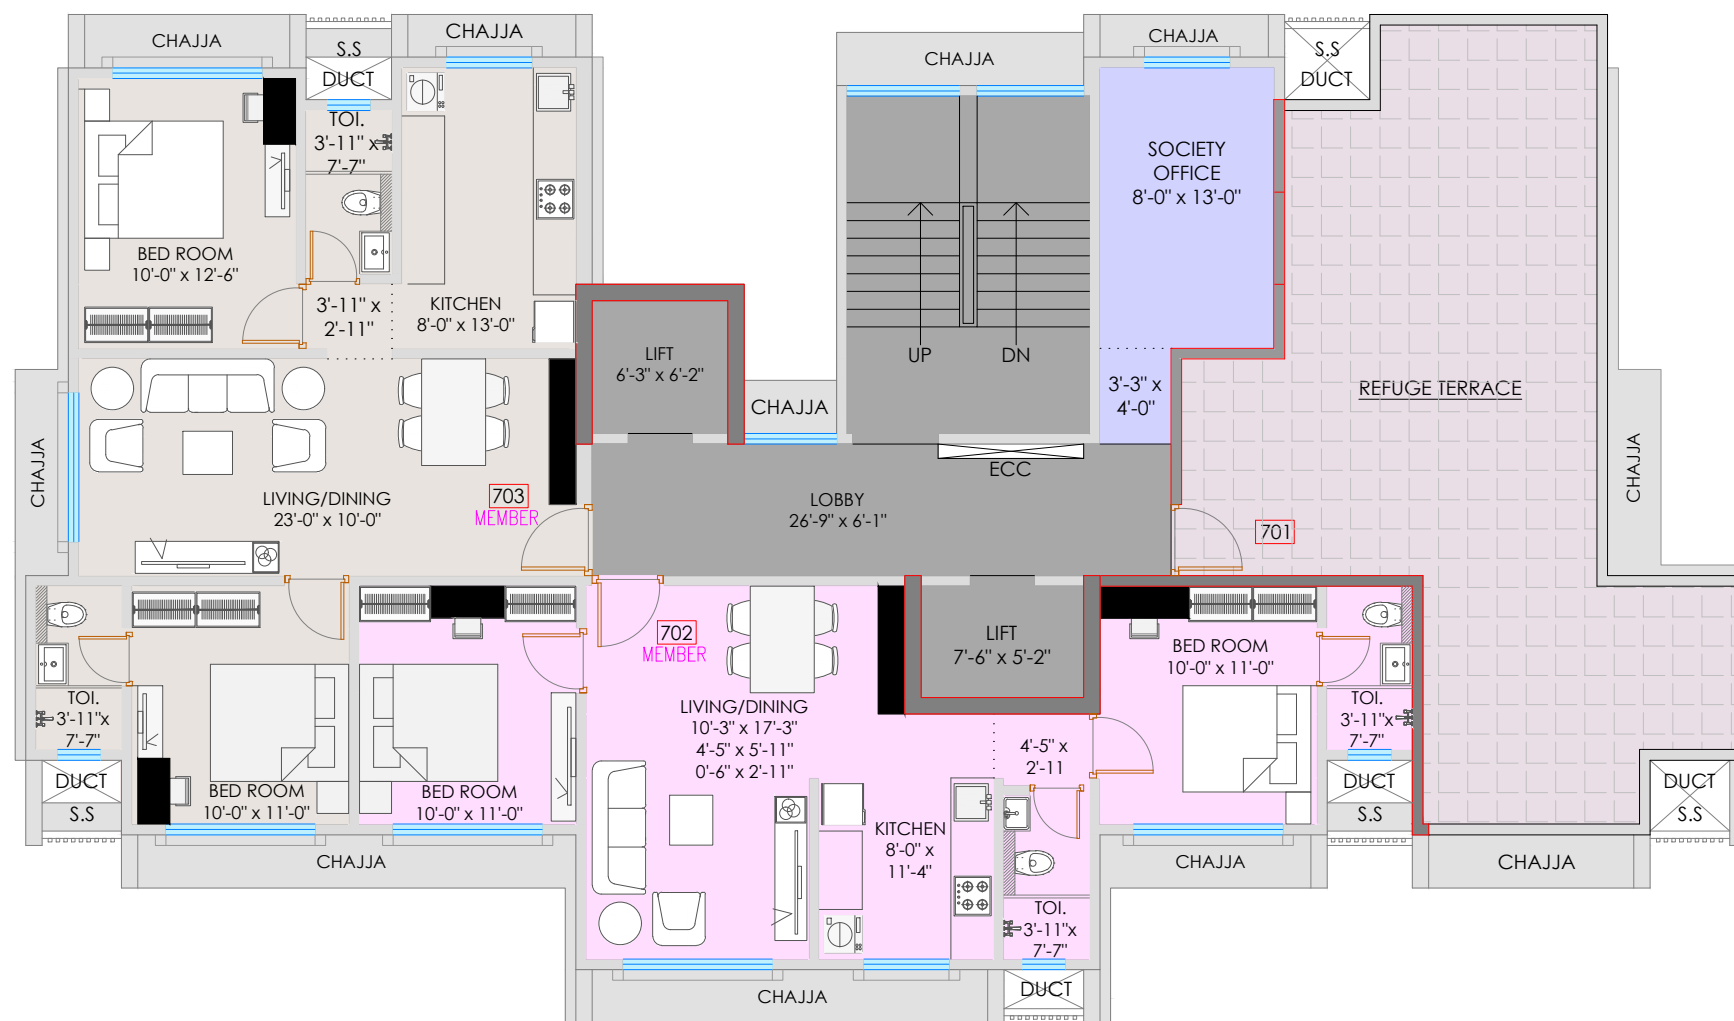 CHAJJA
S.S
DUCT
CHAJJA
CHAJJA
CHAJJA
S.S
DUCT
TOI.
3'-11" x
7'-7"
BED ROOM
10'-0" x 12'-6"
3'-11" x
2'-11"
KITCHEN
8'-0" x 13'-0"
SOCIETY
OFFICE
8'-0" x 13'-0"
LIFT
6'-3" x 6'-2"
UP
DN
3'-3" x
4'-0"
REFUGE TERRACE
CHAJJA
CHAJJA
CHAJJA
LIVING/DINING
23'-0" x 10'-0"
703
MEMBER
LOBBY
26'-9" x 6'-1"
ECC
701
702
MEMBER
LIFT
7'-6" x 5'-2"
BED ROOM
10'-0" x 11'-0"
TOI.
3'-11"x
7'-7"
LIVING/DINING
10'-3" x 17'-3"
4'-5" x 5'-11"
0'-6" x 2'-11"
4'-5" x
2'-11
TOI.
3'-11"x
7'-7"
DUCT
S.S
BED ROOM
10'-0" x 11'-0"
BED ROOM
10'-0" x 11'-0"
DUCT
S.S
DUCT
S.S
KITCHEN
8'-0" x
11'-4"
CHAJJA
CHAJJA
CHAJJA
TOI.
3'-11"x
7'-7"
CHAJJA
DUCT